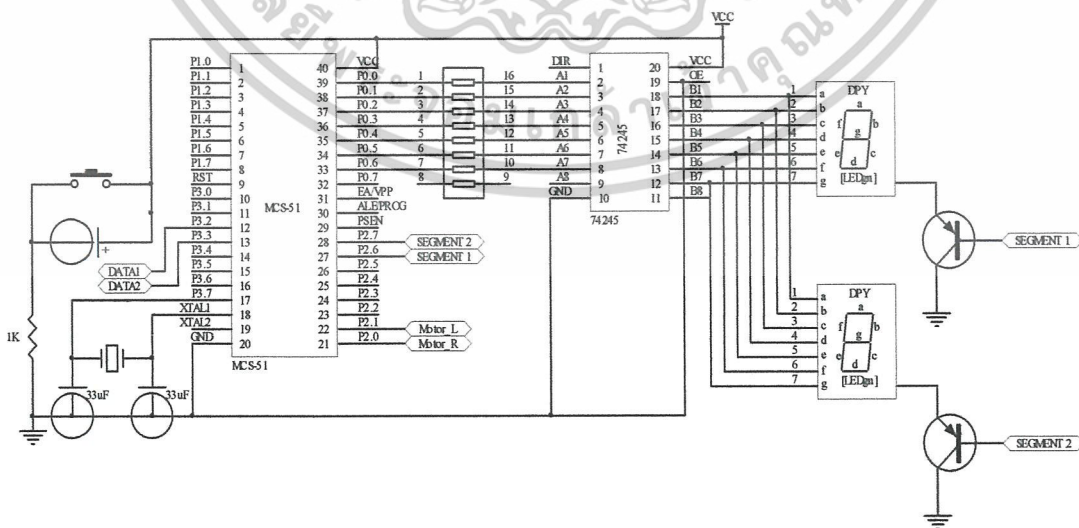 VCC
P1.0 1 40 VCC
P1.1 2 39 P0.0 1 16 A1
P1.2 3 38 P0.1 2 15 A2
P1.3 4 37 P0.2 3 14 A3
P1.4 5 36 P0.3 4 13 A4
P1.5 6 35 P0.4 5 12 A5
P1.6 7 34 P0.5 6 11 A6
P1.7 8 33 P0.6 7 10 A7
RST 9 32 P0.7 8 9 A8
P3.0 10 31 EA/VPP
P3.1 11 30 ALE/PROG
P3.2 12 29 PSEN
P3.3 13 28 P2.7 SEGMENT 2
P3.4 14 27 P2.6 SEGMENT 1
P3.5 15 26 P2.5
P3.6 16 25 P2.4
P3.7 17 24 P2.3
XTAL1 18 23 P2.2
XTAL2 19 22 P2.1 Motor_L
GND 20 21 P2.0 Motor_R
MCS-51
MCS-51
DATA1
DATA2
+
1K
33uF
33uF
DIR 1 20 VCC
2 19 OE
3 18 B1
4 17 B2
5 16 B3
6 15 B4
7 14 B5
8 13 B6
9 12 B7
GND 10 11 B8
74245
74245
DPY
1 a
2 b
3 c
4 d
5 e
6 f
7 g
a
f b
g
e c
d
[LEDgn]
SEGMENT 1
DPY
1 a
2 b
3 c
4 d
5 e
6 f
7 g
a
f b
g
e c
d
[LEDgn]
SEGMENT 2
พระจอมเกล้า